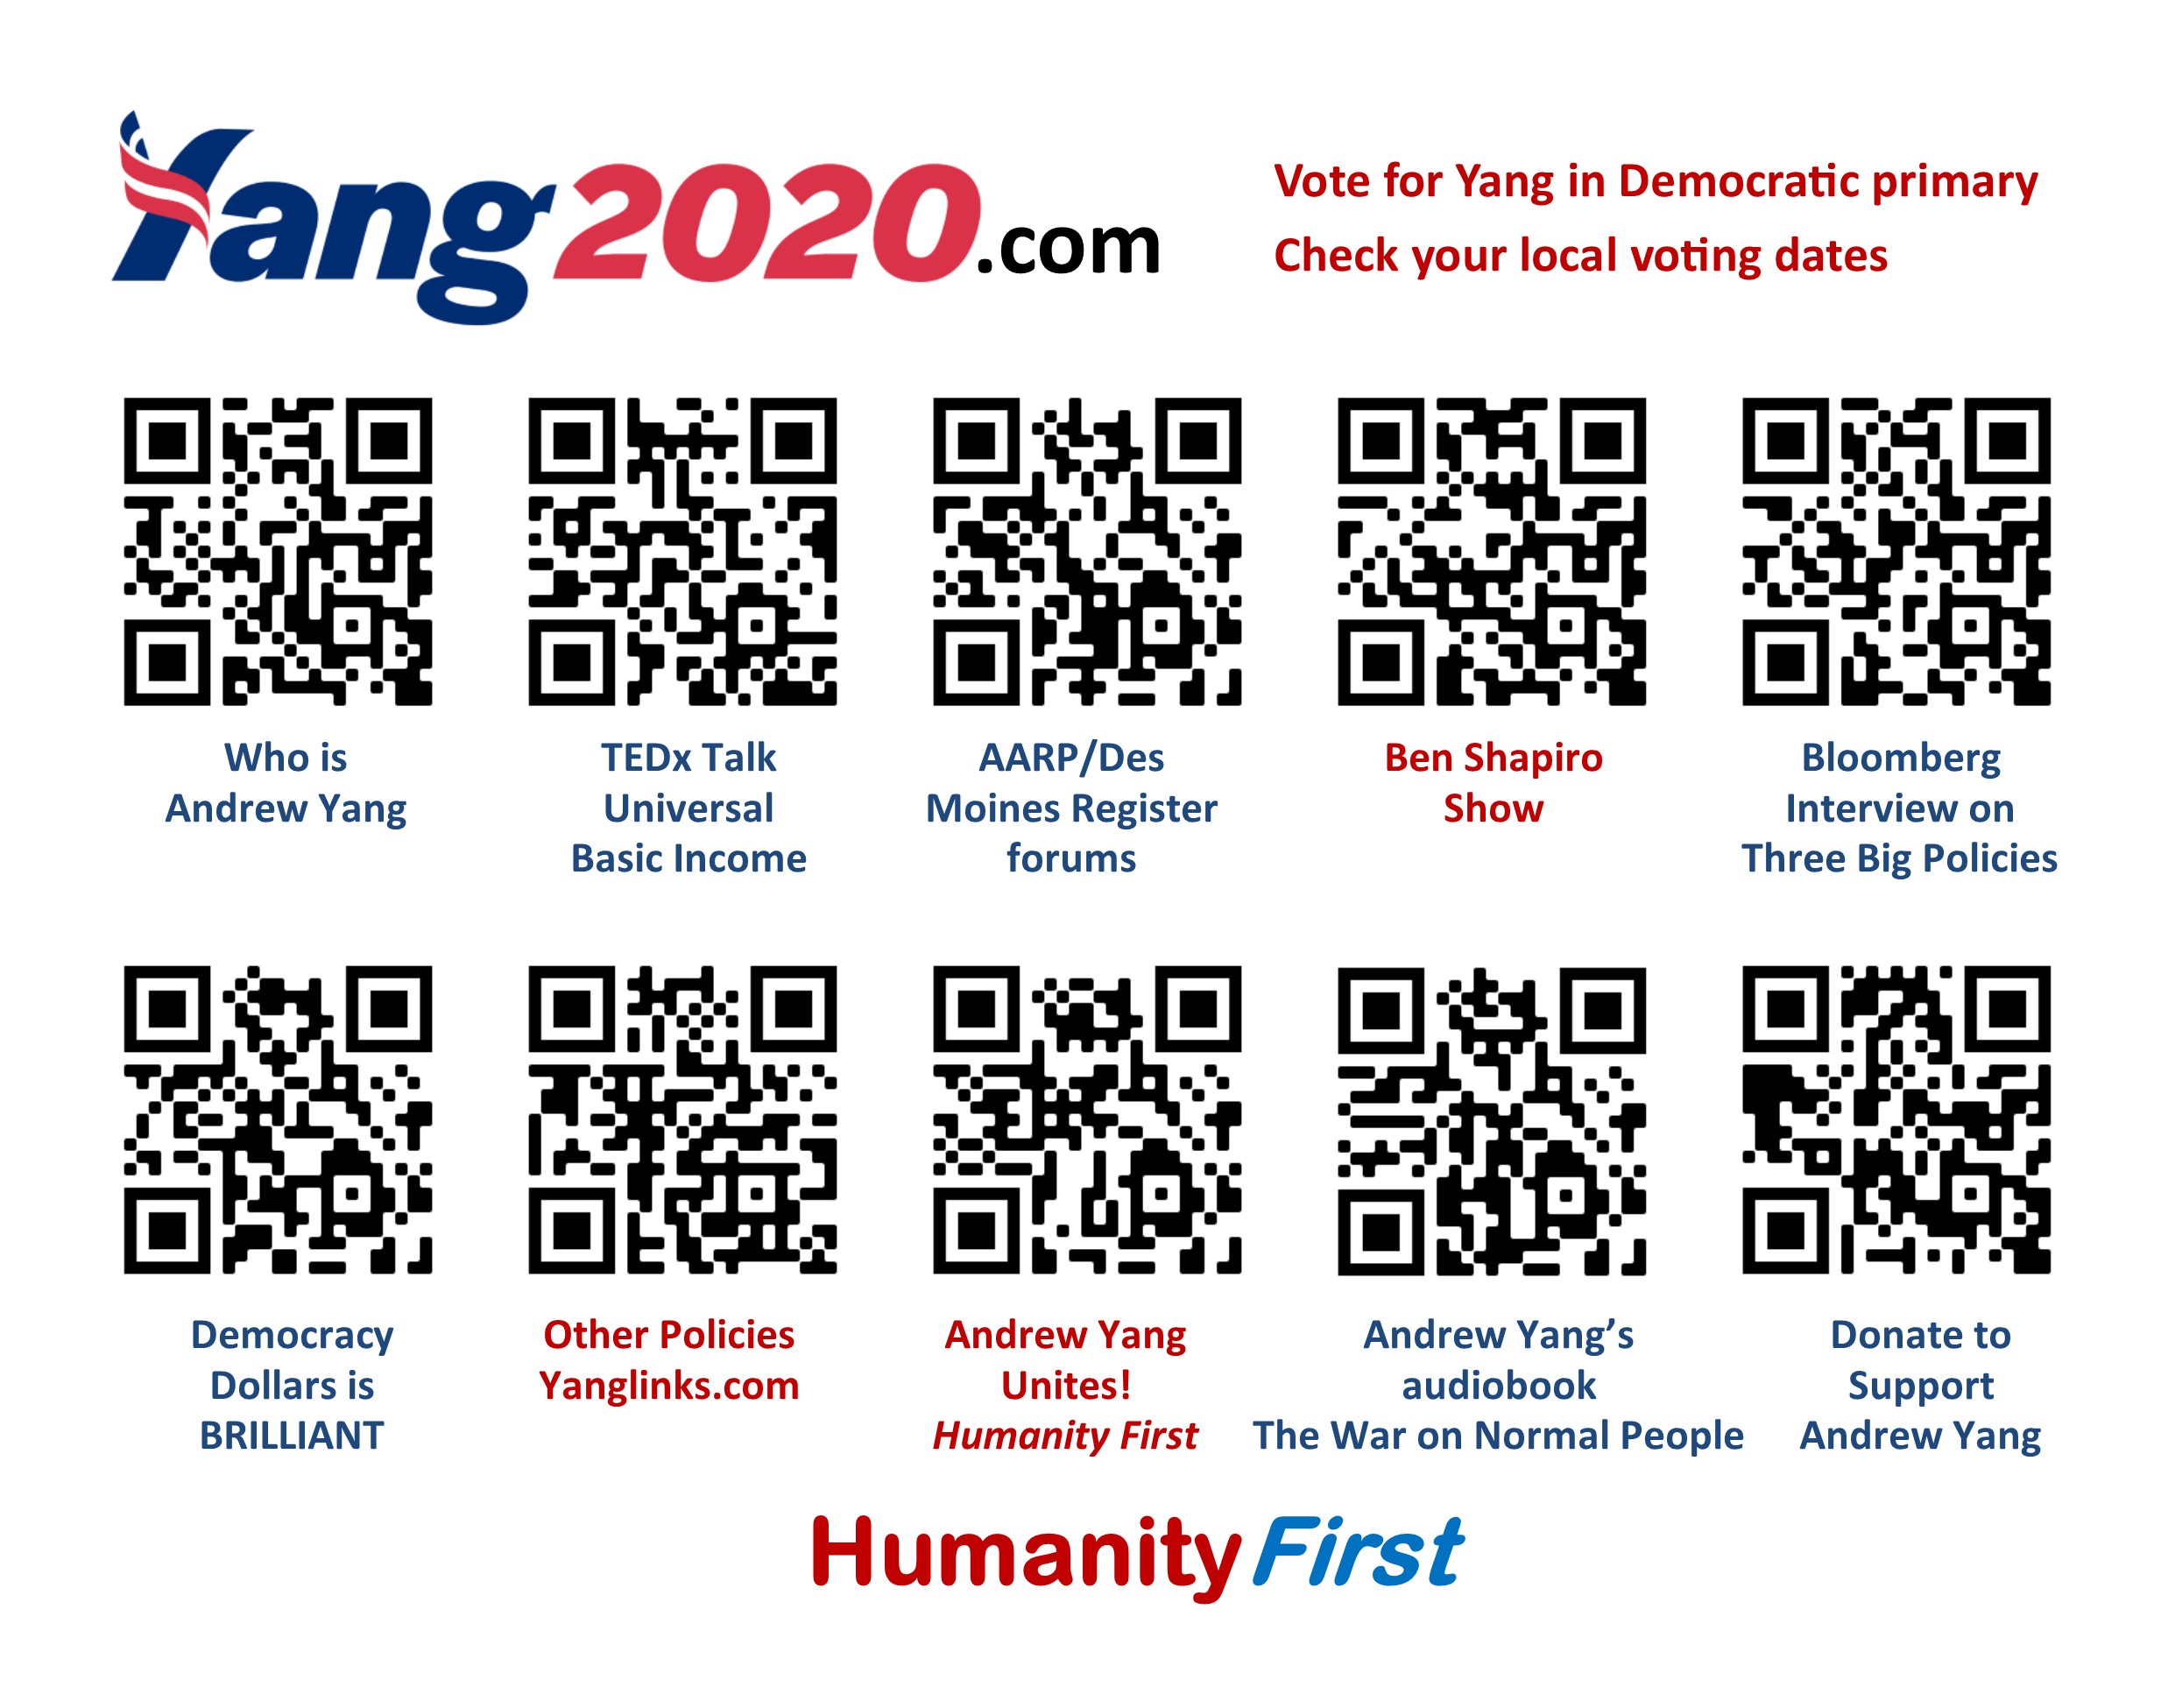 Yang2020.com
Vote for Yang in Democratic primary
Check your local voting dates
Who is
Andrew Yang
TEDx Talk
Universal
Basic Income
AARP/Des
Moines Register
forums
Ben Shapiro
Show
Bloomberg
Interview on
Three Big Policies
Democracy
Dollars is
BRILLIANT
Other Policies
Yanglinks.com
Andrew Yang
Unites!
Humanity First
Andrew Yang’s
audiobook
The War on Normal People
Donate to
Support
Andrew Yang
HumanityFirst